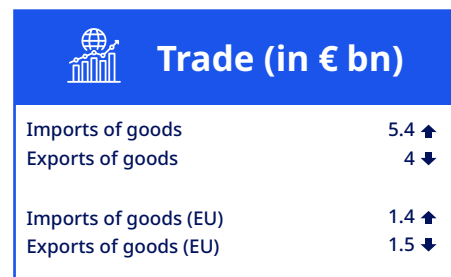 Trade (in € bn)
Imports of goods 5.4
Exports of goods 4
Imports of goods (EU) 1.4
Exports of goods (EU) 1.5